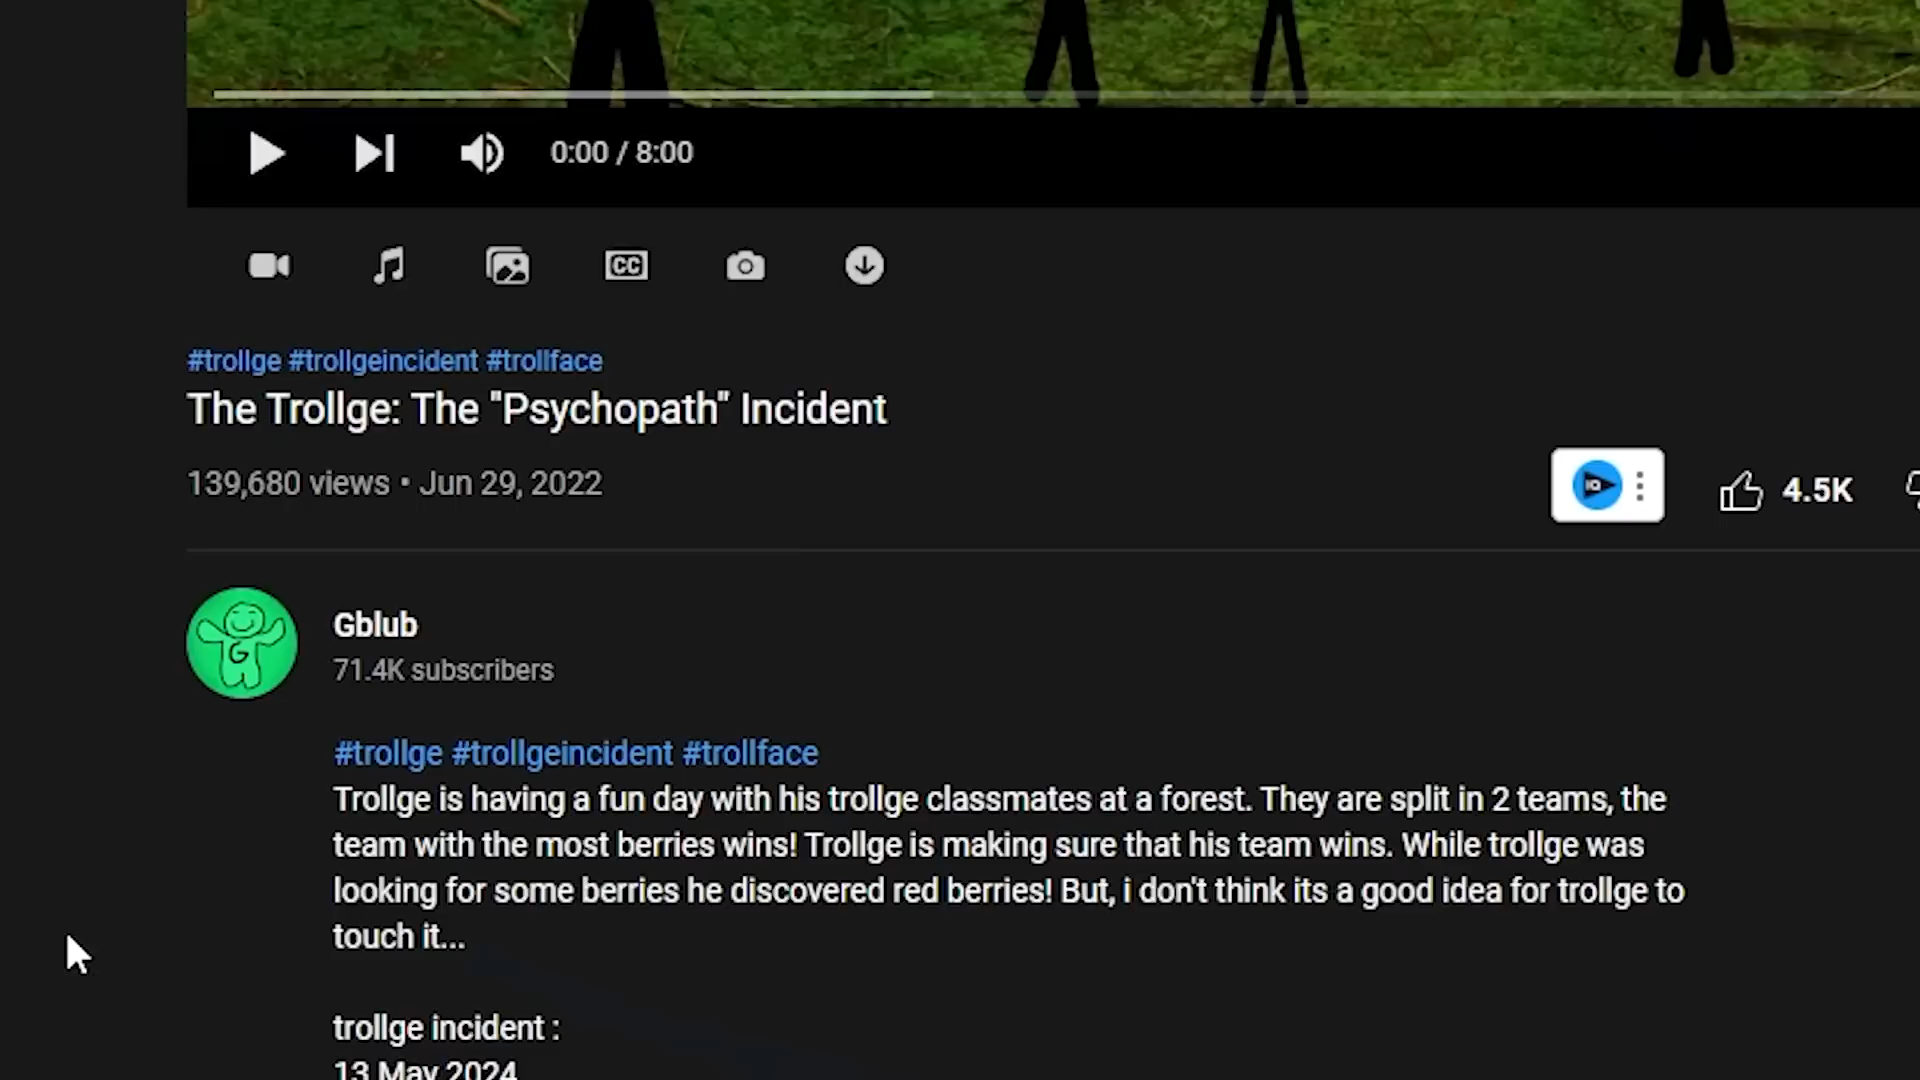 0:00 / 8:00
CC
#trollge #trollgeincident #trollface
The Trollge: The "Psychopath" Incident
139,680 views • Jun 29, 2022
IQ
4.5K
G
Gblub
71.4K subscribers
#trollge #trollgeincident #trollface
Trollge is having a fun day with his trollge classmates at a forest. They are split in 2 teams, the
team with the most berries wins! Trollge is making sure that his team wins. While trollge was
looking for some berries he discovered red berries! But, i don't think its a good idea for trollge to
touch it...
trollge incident :
13 May 2024